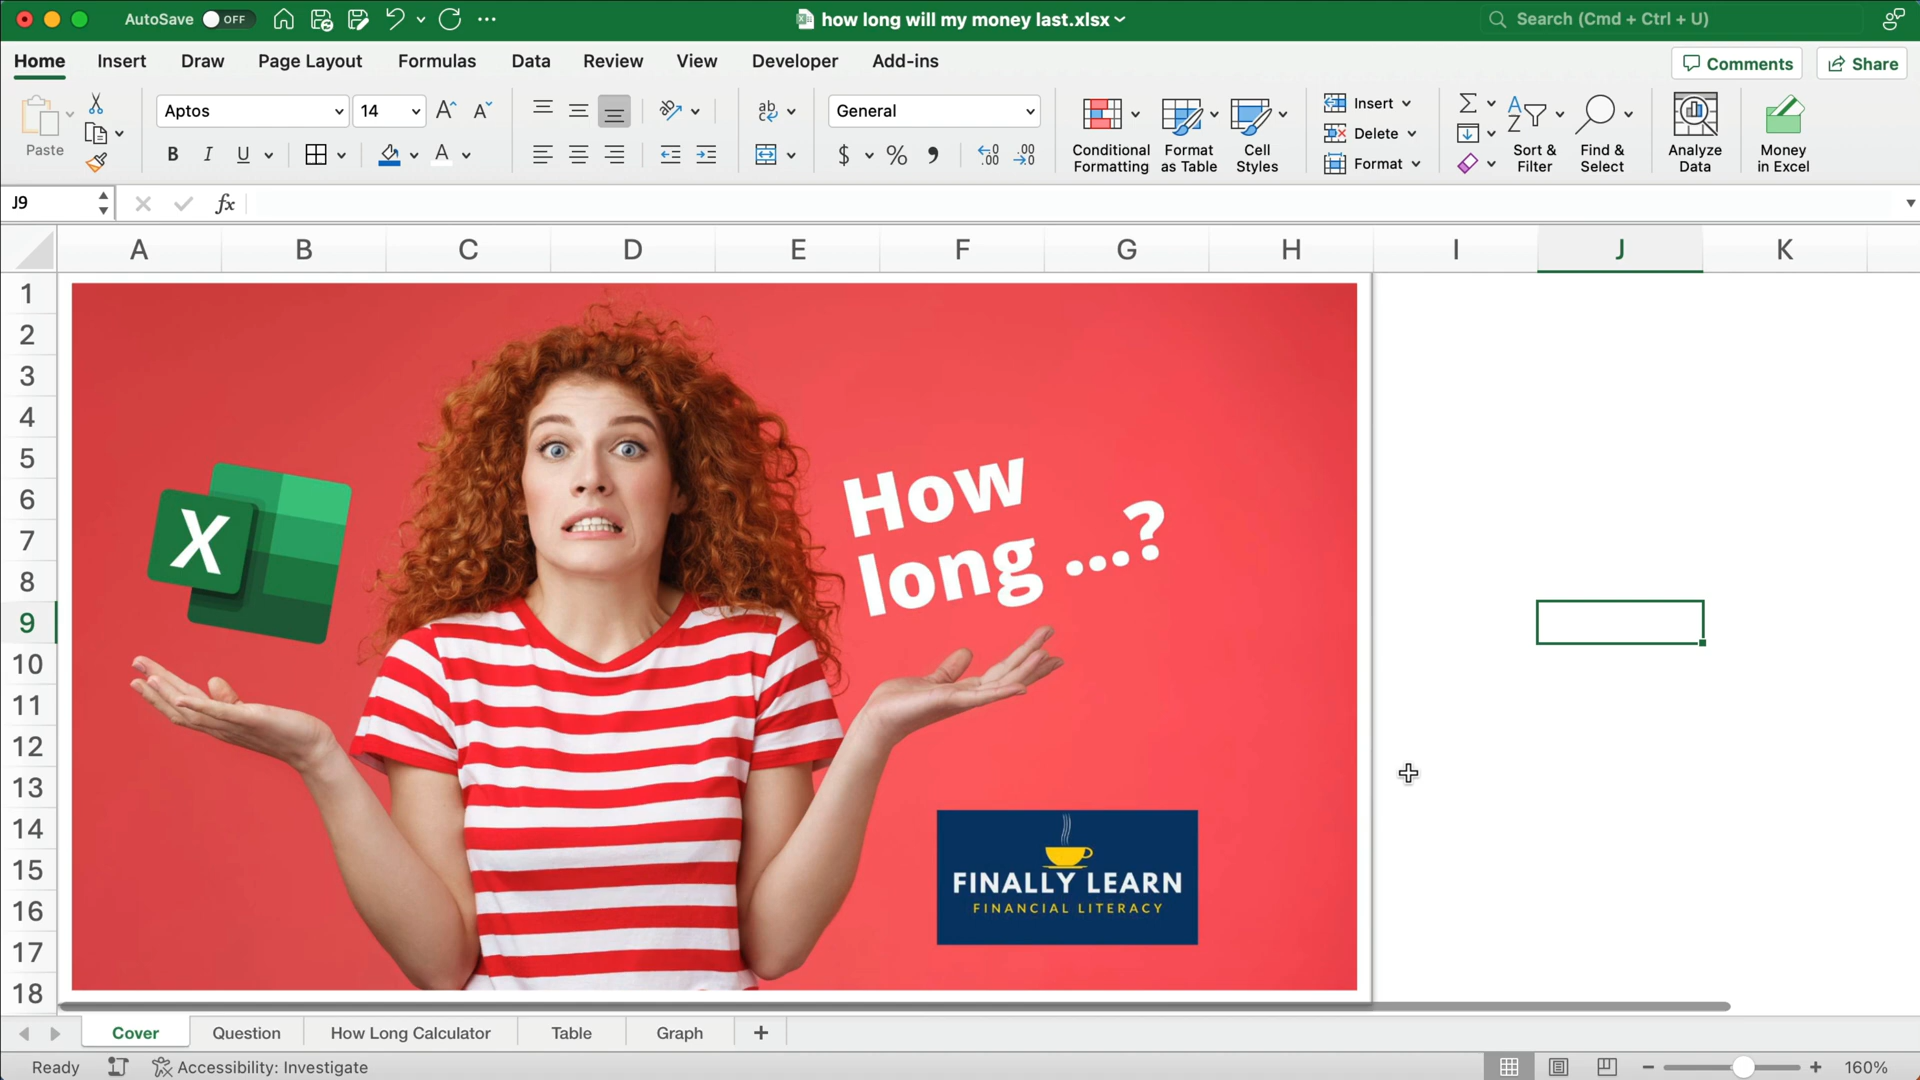 AutoSave OFF
how long will my money last.xlsx
Search (Cmd + Ctrl + U)
Home Insert Draw Page Layout Formulas Data Review View Developer Add-ins
Comments Share
Paste
Aptos 14
General
Conditional Formatting
Format as Table
Cell Styles
Insert
Delete
Format
Sort & Filter
Find & Select
Analyze Data
Money in Excel
J9
fx
A B C D E F G H I J K
1
2
3
4
5
6
7
8
9
10
11
12
13
14
15
16
17
18
X
How
long ...?
FINALLY LEARN
FINANCIAL LITERACY
Cover Question How Long Calculator Table Graph +
Ready Accessibility: Investigate 160%